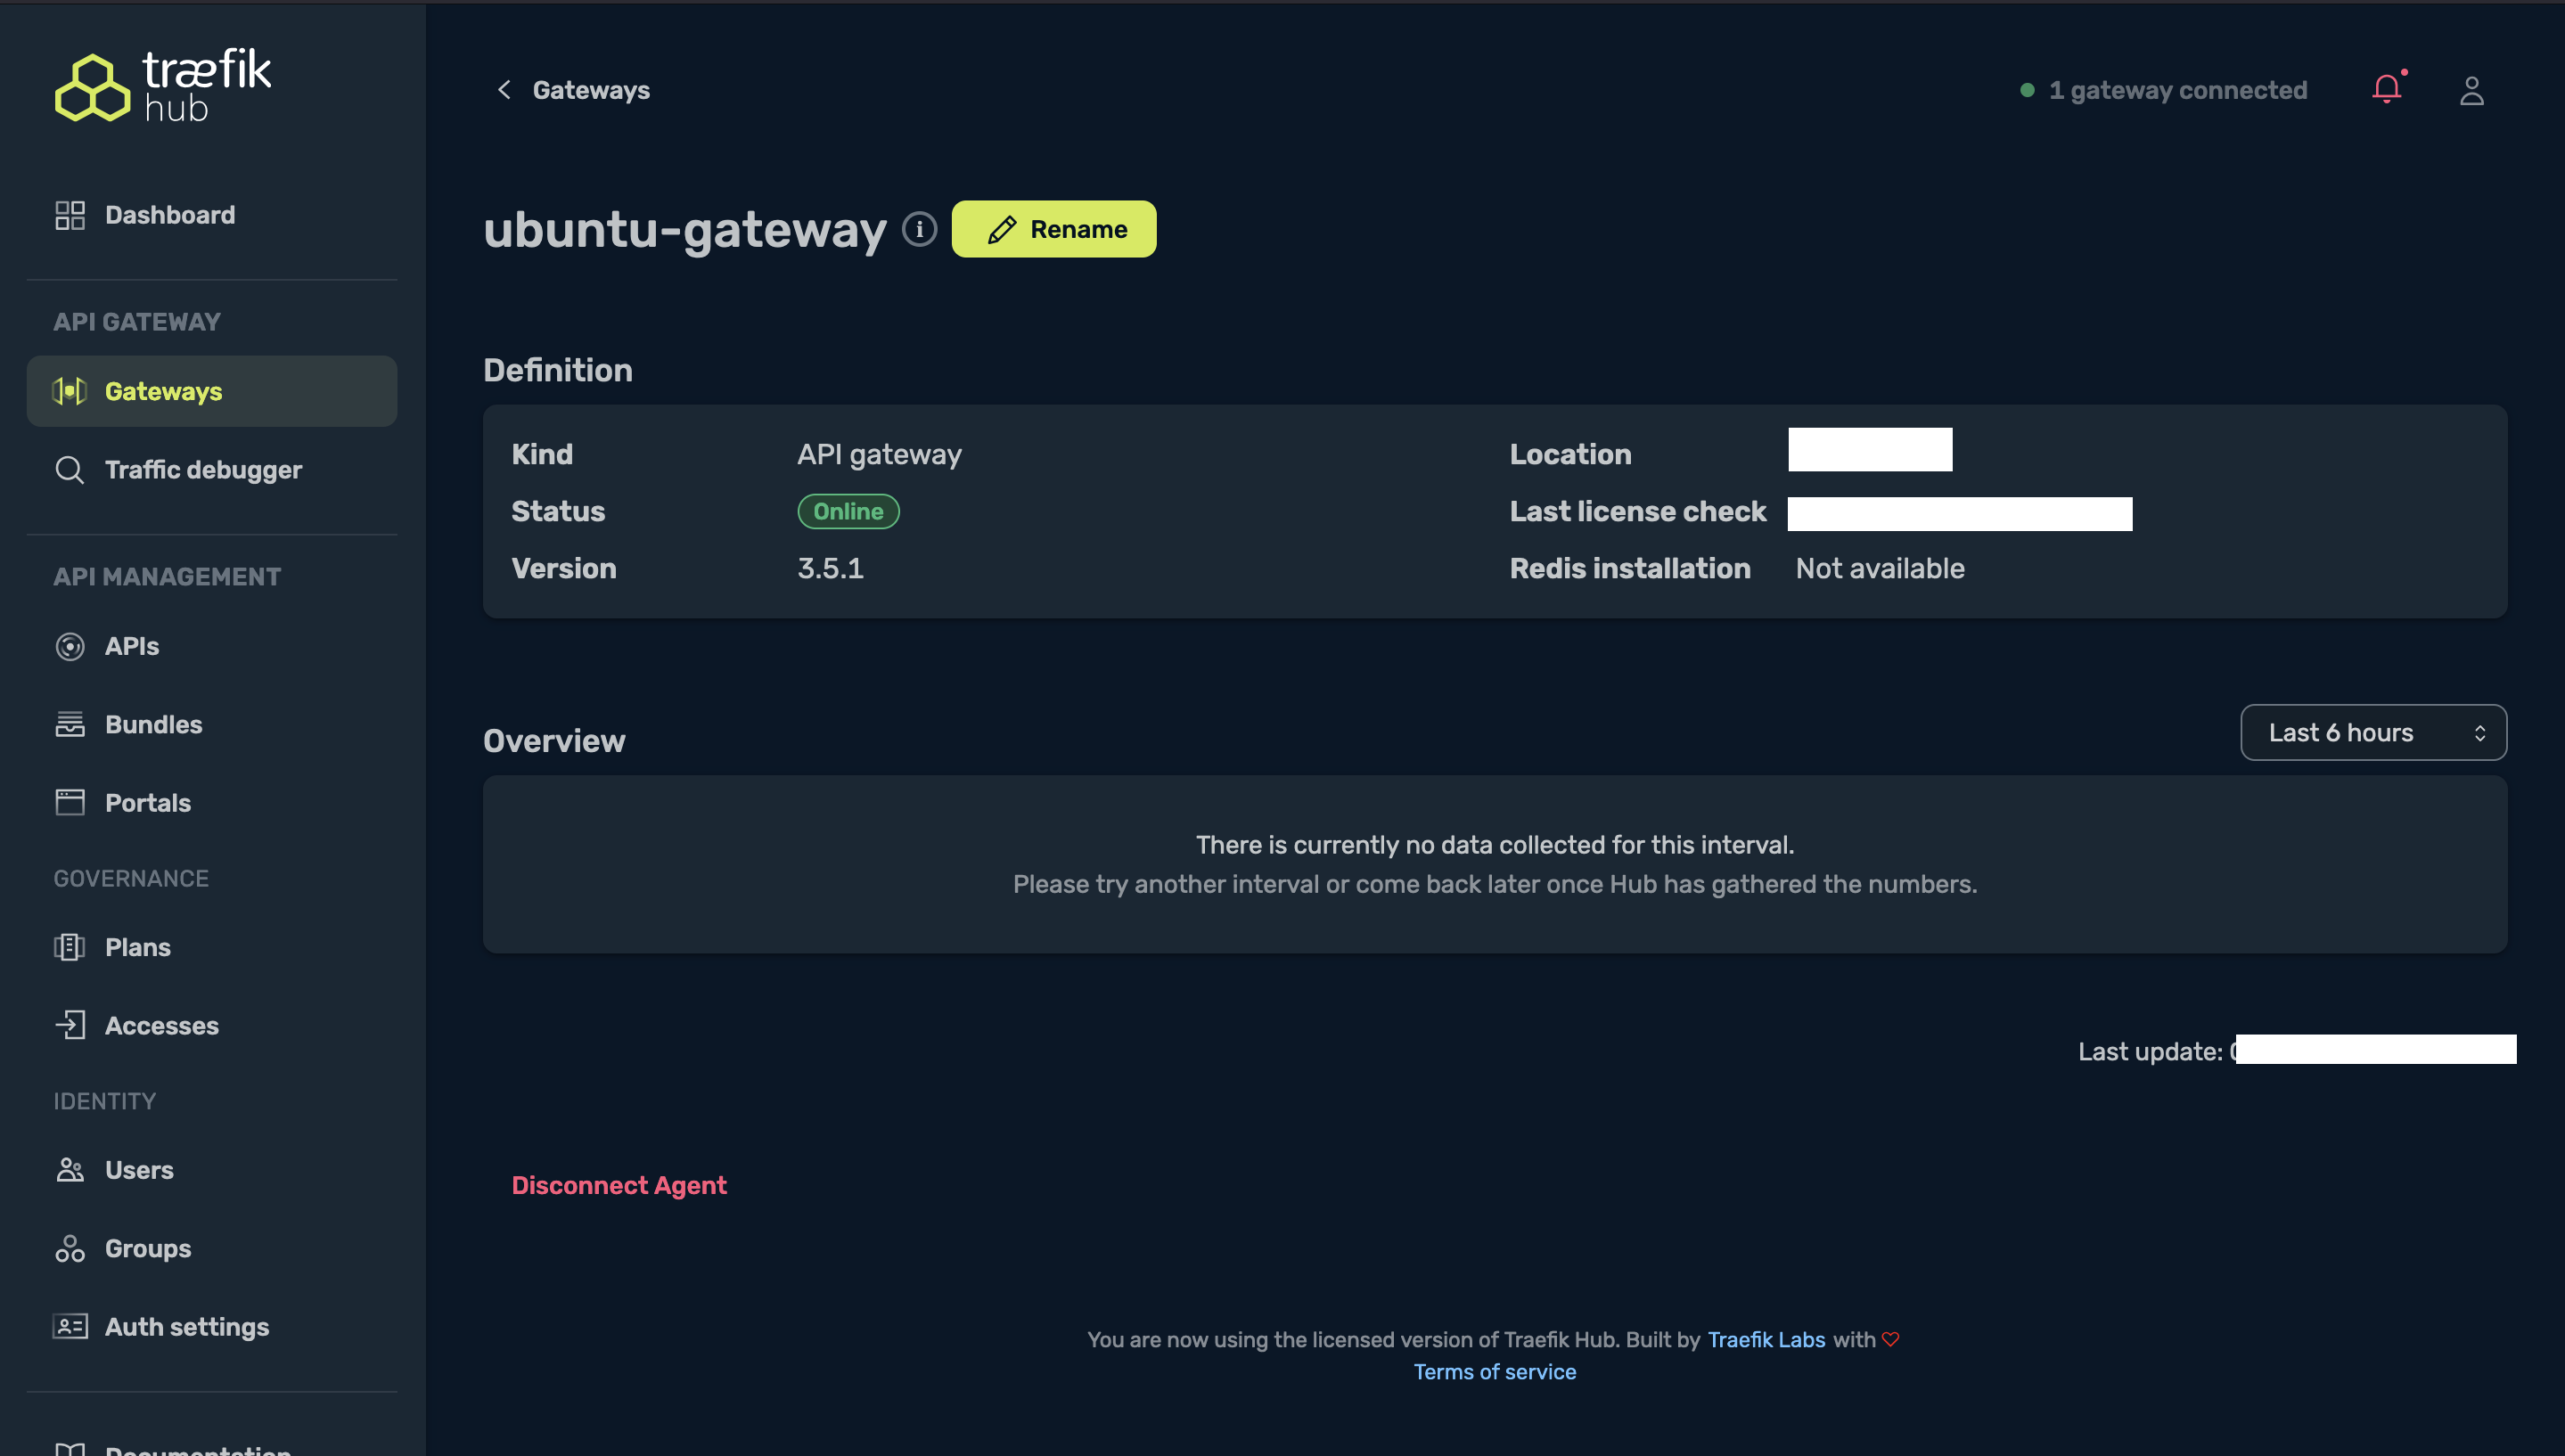 træfik
hub
Dashboard
API GATEWAY
Gateways
Traffic debugger
API MANAGEMENT
APIs
Bundles
Portals
GOVERNANCE
Plans
Accesses
IDENTITY
Users
Groups
Auth settings
Documentation
Gateways
1 gateway connected
ubuntu-gateway
Rename
Definition
Kind API gateway
Status Online
Version 3.5.1
Location
Last license check
Redis installation Not available
Overview
Last 6 hours
There is currently no data collected for this interval.
Please try another interval or come back later once Hub has gathered the numbers.
Last update:
Disconnect Agent
You are now using the licensed version of Traefik Hub. Built by Traefik Labs with
Terms of service